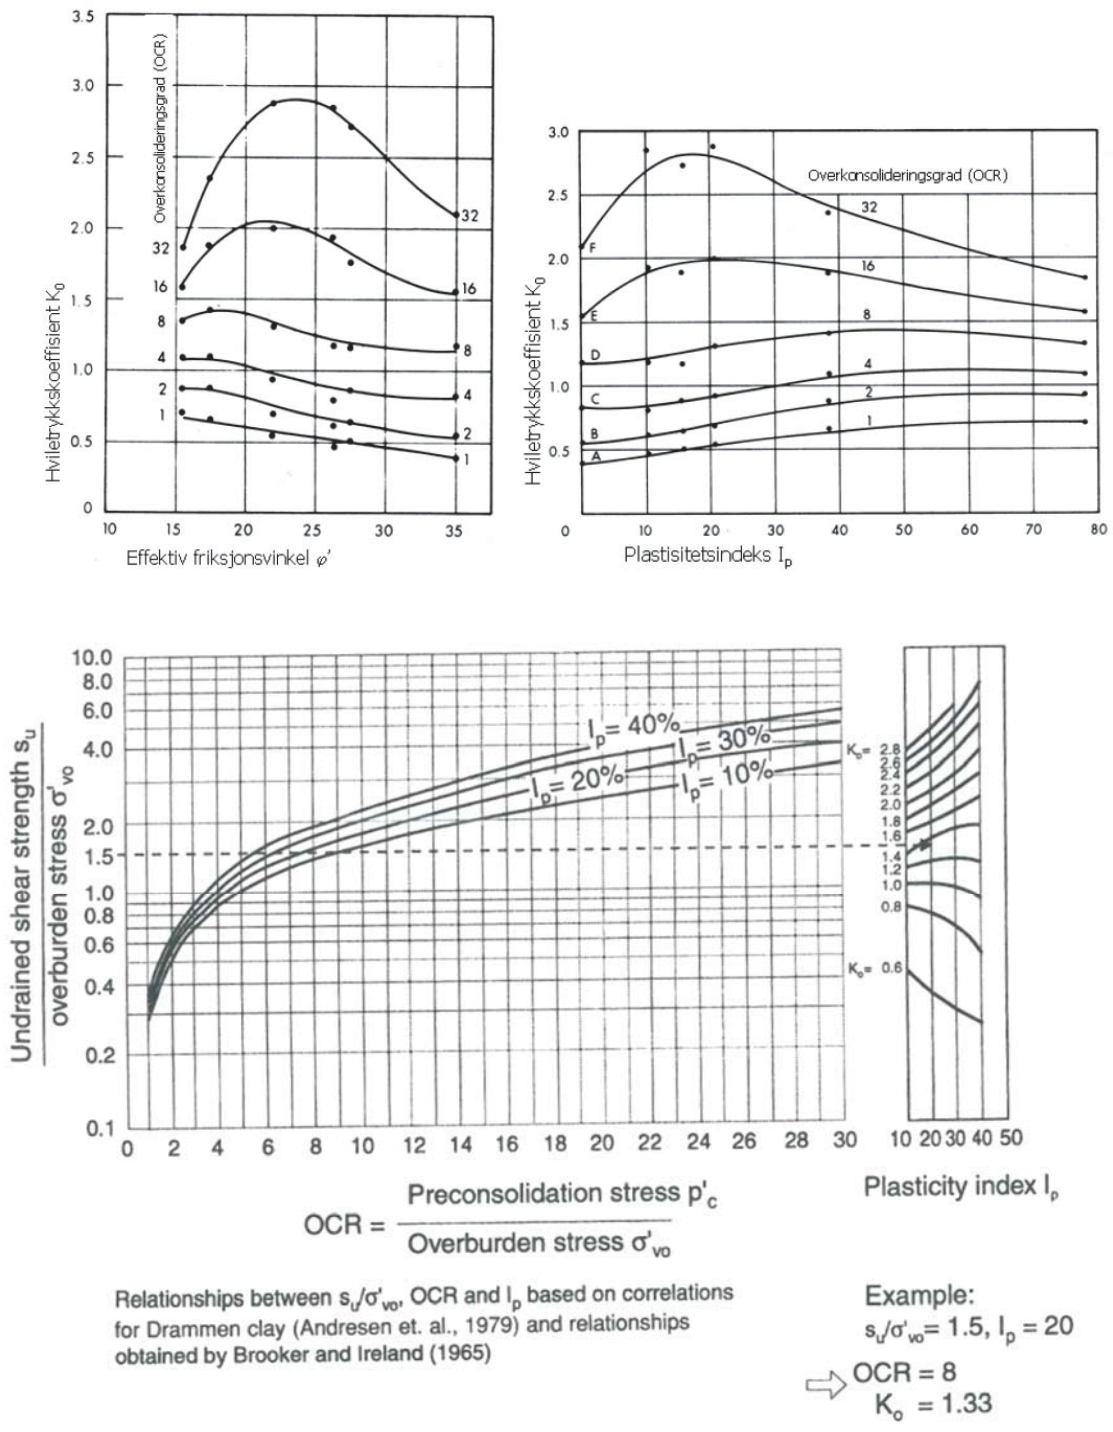 3.5
3.0
2.5
2.0
1.5
1.0
0.5
0
Hviletrykkskoeffisient K₀
Overkonsolideringsgrad (OCR)
32
16
8
4
2
1
32
16
8
4
2
1
10 15 20 25 30 35
Effektiv friksjonsvinkel φ'
3.0
2.5
2.0
1.5
1.0
0.5
Hviletrykkskoeffisient K₀
Overkonsolideringsgrad (OCR)
32
16
8
4
2
1
F
E
D
C
B
A
0 10 20 30 40 50 60 70 80
Plastisitetsindeks Iₚ
10.0
8.0
6.0
4.0
2.0
1.5
1.0
0.8
0.6
0.4
0.2
0.1
Undrained shear strength sᵤ
overburden stress σ'vo
Iₚ= 40%
Iₚ= 30%
Iₚ= 20%
Iₚ= 10%
0 2 4 6 8 10 12 14 16 18 20 22 24 26 28 30
OCR = Preconsolidation stress p'c
Overburden stress σ'vo
K₀= 2.8
2.6
2.4
2.2
2.0
1.8
1.6
1.4
1.2
1.0
0.8
K₀= 0.6
10 20 30 40 50
Plasticity index Iₚ
Relationships between sᵤ/σ'vo, OCR and Iₚ based on correlations
for Drammen clay (Andresen et. al., 1979) and relationships
obtained by Brooker and Ireland (1965)
Example:
sᵤ/σ'vo= 1.5, Iₚ = 20
OCR = 8
Kₒ = 1.33